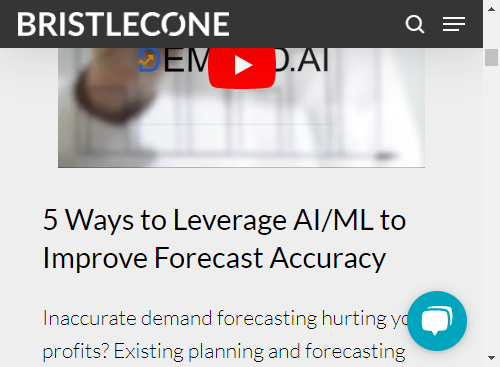 BRISTLECONE
5 Ways to Leverage AI/ML to
Improve Forecast Accuracy
Inaccurate demand forecasting hurting
profits? Existing planning and forecasting